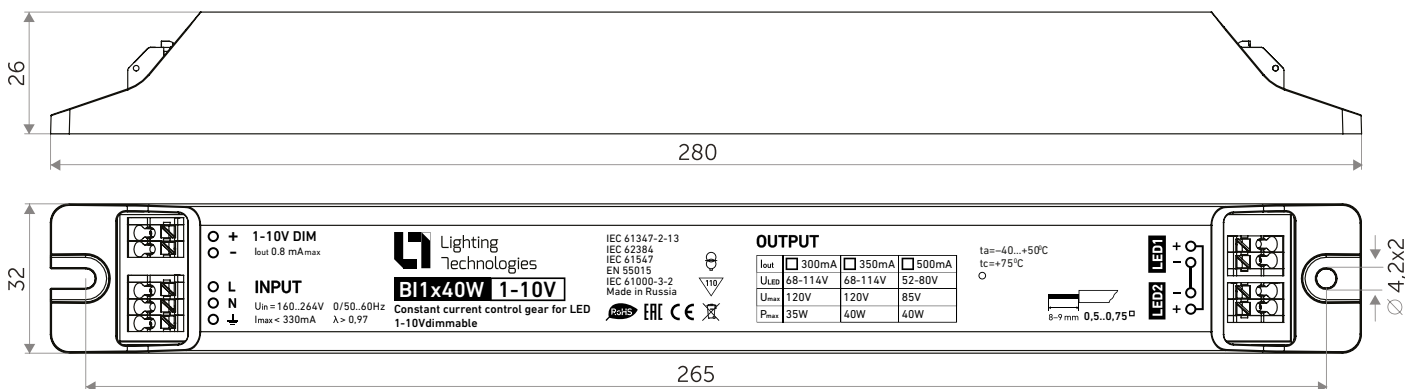 26
280
32
+ 1-10V DIM
- Iout 0.8 mAmax
L INPUT
N Uin = 160..264V 0/50..60Hz
Imax < 330mA λ > 0,97
Lighting
Technologies
BI1x40W 1-10V
Constant current control gear for LED
1-10Vdimmable
IEC 61347-2-13
IEC 62384
IEC 61547
EN 55015
IEC 61000-3-2
Made in Russia
110
RoHS EAC CE
OUTPUT
Iout 300mA 350mA 500mA
ULED 68-114V 68-114V 52-80V
Umax 120V 120V 85V
Pmax 35W 40W 40W
ta=-40...+50°C
tc=+75°C
8-9 mm 0,5..0,75
LED1 + -
LED2 - +
Ø 4,2x2
265